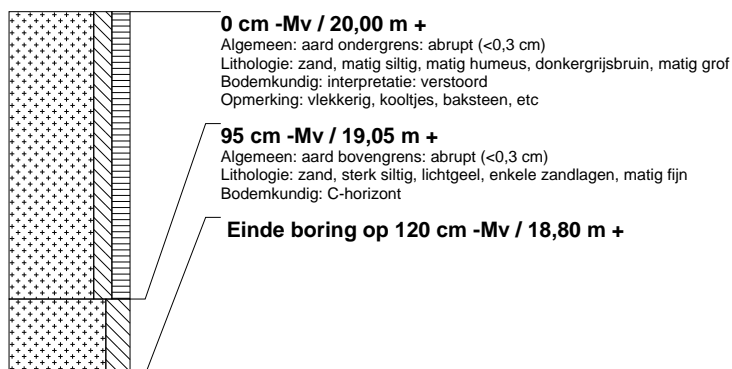 0 cm -Mv / 20,00 m +
Algemeen: aard ondergrens: abrupt (<0,3 cm)
Lithologie: zand, matig siltig, matig humeus, donkergrijsbruin, matig grof
Bodemkundig: interpretatie: verstoord
Opmerking: vlekkerig, kooltjes, baksteen, etc
95 cm -Mv / 19,05 m +
Algemeen: aard bovengrens: abrupt (<0,3 cm)
Lithologie: zand, sterk siltig, lichtgeel, enkele zandlagen, matig fijn
Bodemkundig: C-horizont
Einde boring op 120 cm -Mv / 18,80 m +